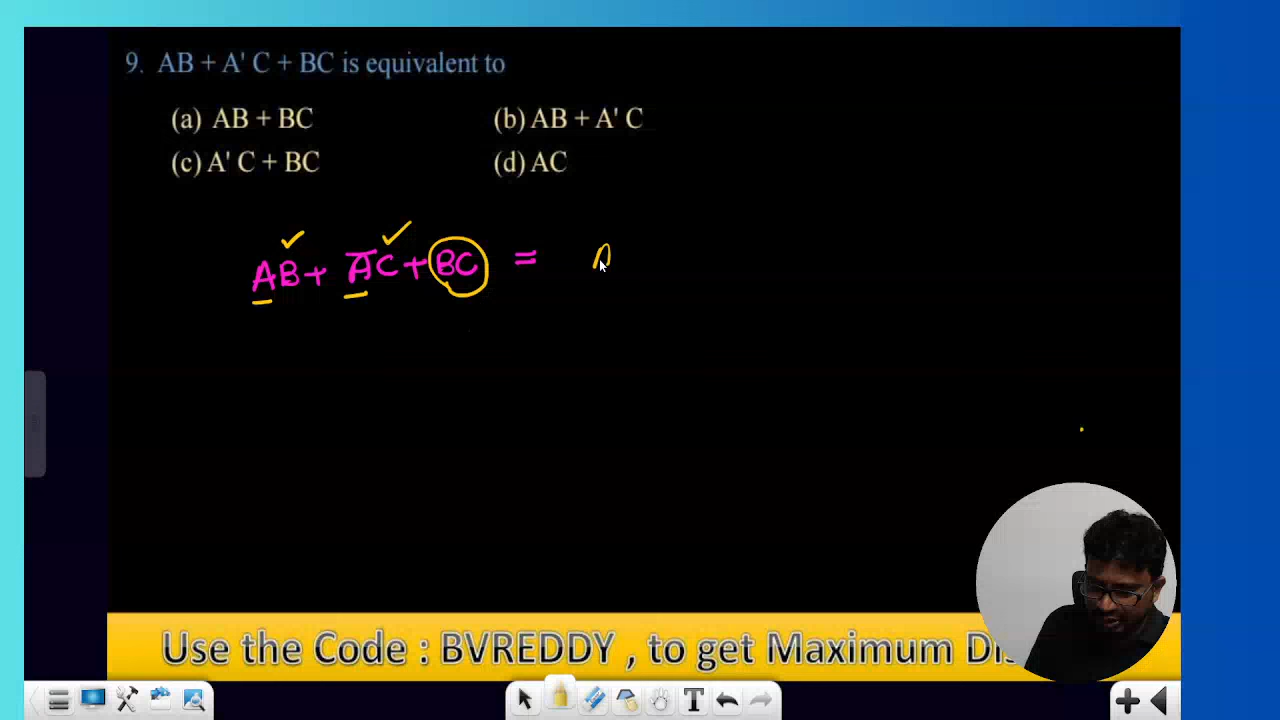 9. AB + A' C + BC is equivalent to
(a) AB + BC (b) AB + A' C
(c) A' C + BC (d) AC
AB + A̅C + BC = A
Use the Code : BVREDDY , to get Maximum
T